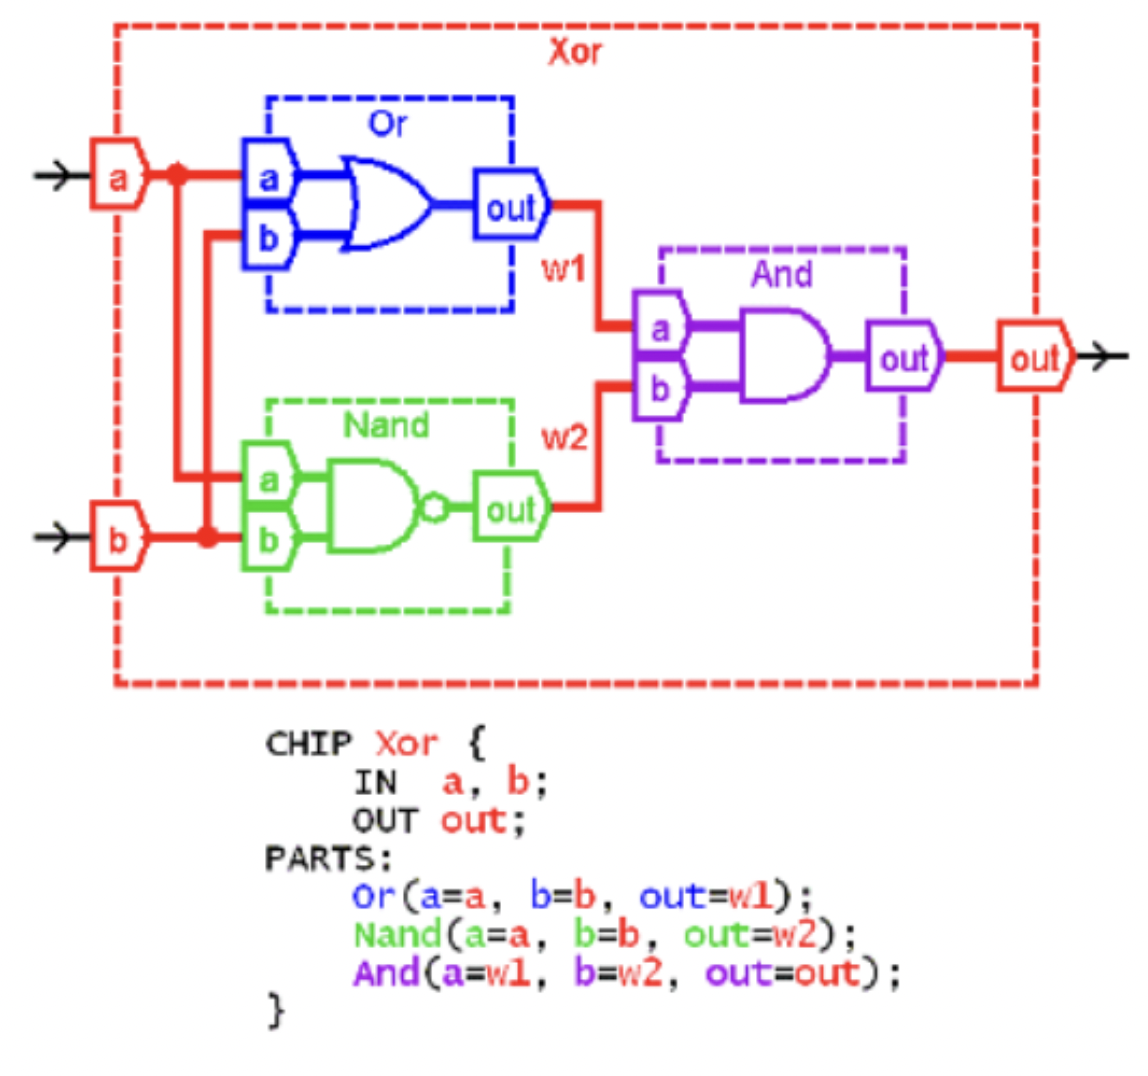 Xor
Or
a
a
out
b
w1
And
a
out
out
b
Nand
w2
a
out
b
b
CHIP Xor {
IN a, b;
OUT out;
PARTS:
Or(a=a, b=b, out=w1);
Nand(a=a, b=b, out=w2);
And(a=w1, b=w2, out=out);
}